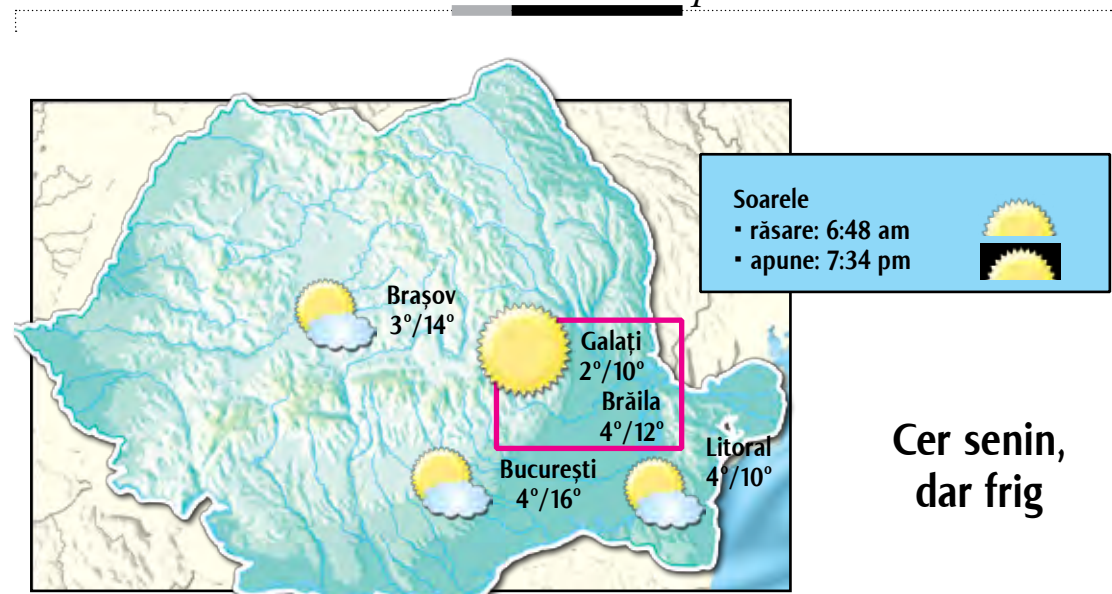 Soarele
▪ răsare: 6:48 am
▪ apune: 7:34 pm
Brașov
3°/14°
Galați
2°/10°
Brăila
4°/12°
Litoral
4°/10°
București
4°/16°
Cer senin,
dar frig